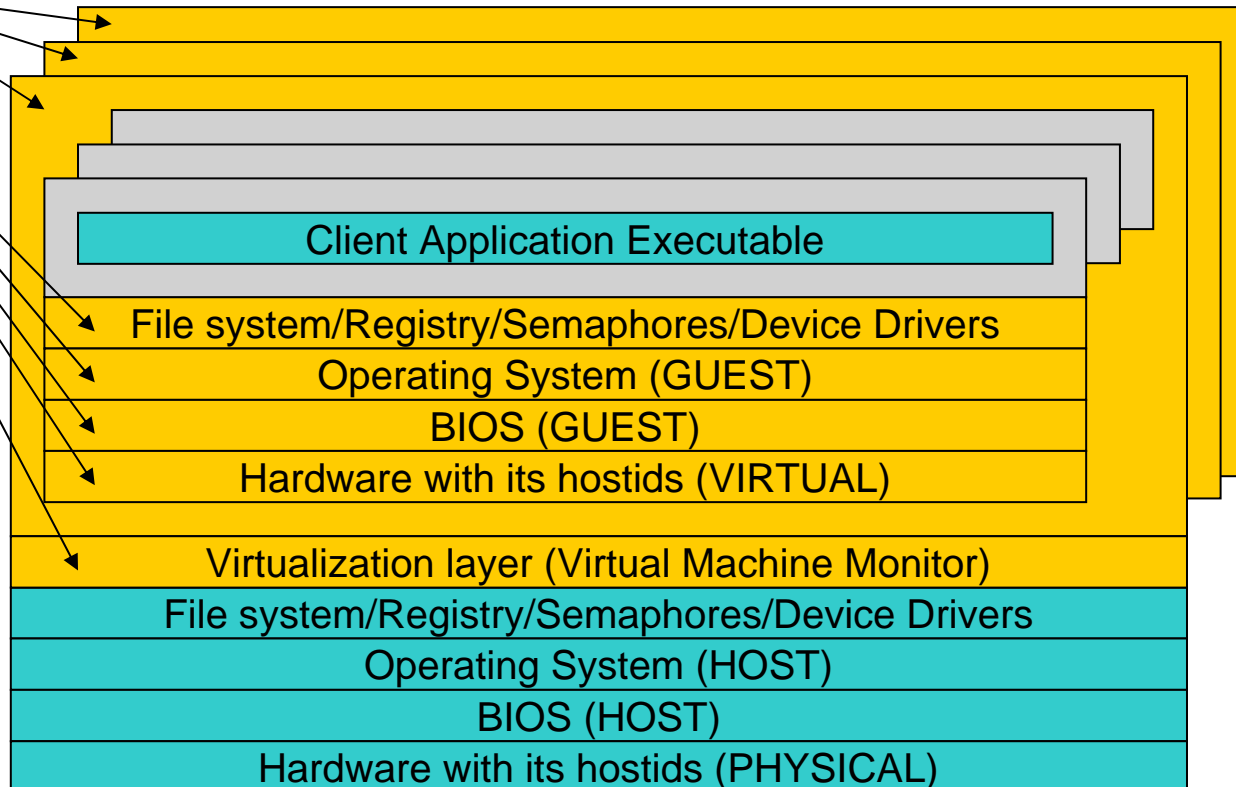 Client Application Executable
File system/Registry/Semaphores/Device Drivers
Operating System (GUEST)
BIOS (GUEST)
Hardware with its hostids (VIRTUAL)
Virtualization layer (Virtual Machine Monitor)
File system/Registry/Semaphores/Device Drivers
Operating System (HOST)
BIOS (HOST)
Hardware with its hostids (PHYSICAL)